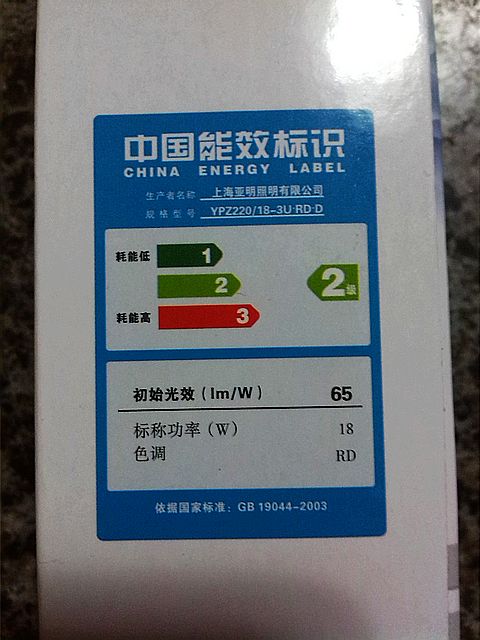 中国能效标识
CHINA ENERGY LABEL
生产者名称 上海亚明照明有限公司
规格型号 YPZ220/18-3U·RD·D
耗能低 1
2 2级
耗能高 3
初始光效（lm/W） 65
标称功率（W） 18
色调 RD
依据国家标准：GB 19044-2003